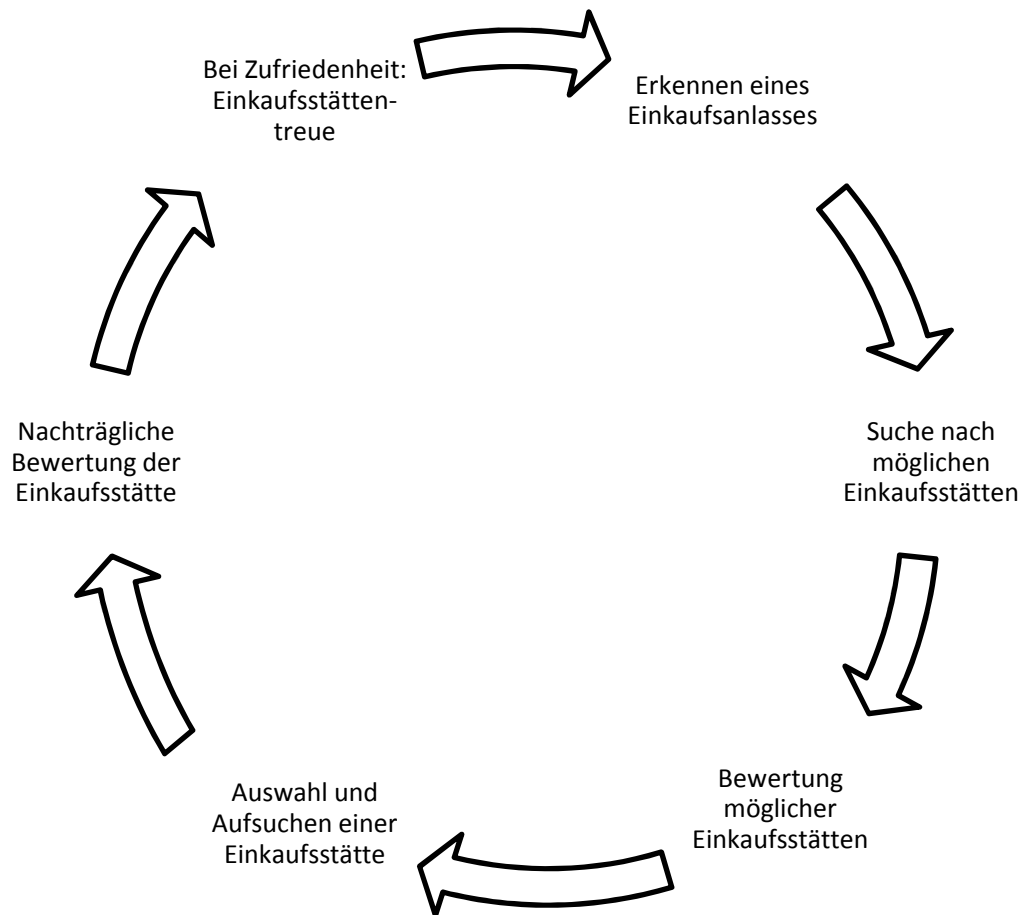 Bei Zufriedenheit:
Einkaufsstätten-
treue
Erkennen eines
Einkaufsanlasses
Suche nach
möglichen
Einkaufsstätten
Bewertung
möglicher
Einkaufsstätten
Auswahl und
Aufsuchen einer
Einkaufsstätte
Nachträgliche
Bewertung der
Einkaufsstätte